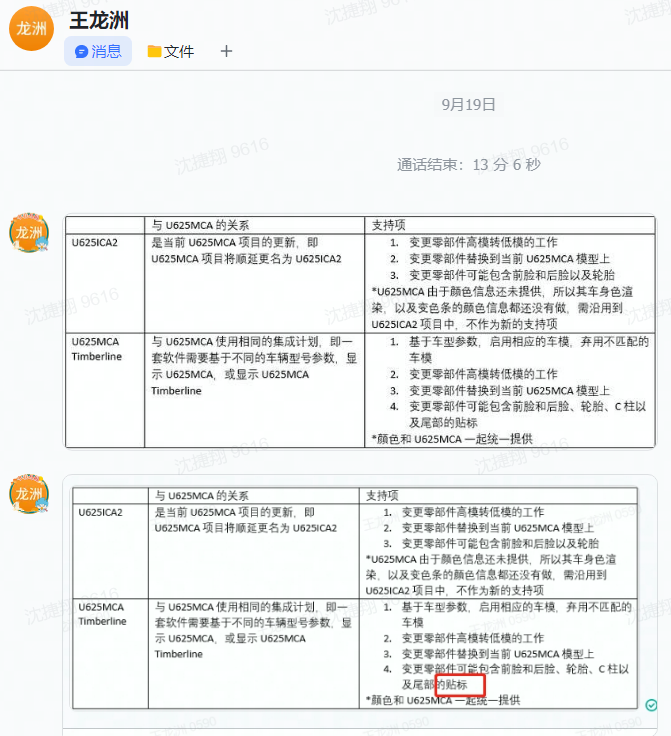 龙洲
王龙洲
消息
文件
9月19日
沈捷翔 9616
通话结束：13 分 6 秒
龙洲
与 U625MCA 的关系
支持项
U625ICA2
是当前 U625MCA 项目的更新，即
U625MCA 项目将顺延更名为 U625ICA2
1. 变更零部件高模转低模的工作
2. 变更零部件替换到当前 U625MCA 模型上
3. 变更零部件可能包含前脸和后脸以及轮胎
*U625MCA 由于颜色信息还未提供，所以其车身色渲
染，以及变色条的颜色信息都还没有做，需沿用到
U625ICA2 项目中，不作为新的支持项
U625MCA
Timberline
与 U625MCA 使用相同的集成计划，即一
套软件需要基于不同的车辆型号参数，显
示 U625MCA，或显示 U625MCA
Timberline
1. 基于车型参数，启用相应的车模，弃用不匹配的
车模
2. 变更零部件高模转低模的工作
3. 变更零部件替换到当前 U625MCA 模型上
4. 变更零部件可能包含前脸和后脸、轮胎、C 柱以
及尾部的贴标
*颜色和 U625MCA 一起统一提供
龙洲
与 U625MCA 的关系
支持项
U625ICA2
是当前 U625MCA 项目的更新，即
U625MCA 项目将顺延更名为 U625ICA2
1. 变更零部件高模转低模的工作
2. 变更零部件替换到当前 U625MCA 模型上
3. 变更零部件可能包含前脸和后脸以及轮胎
*U625MCA 由于颜色信息还未提供，所以其车身色渲
染，以及变色条的颜色信息都还没有做，需沿用到
U625ICA2 项目中，不作为新的支持项
U625MCA
Timberline
与 U625MCA 使用相同的集成计划，即一
套软件需要基于不同的车辆型号参数，显
示 U625MCA，或显示 U625MCA
Timberline
1. 基于车型参数，启用相应的车模，弃用不匹配的
车模
2. 变更零部件高模转低模的工作
3. 变更零部件替换到当前 U625MCA 模型上
4. 变更零部件可能包含前脸和后脸、轮胎、C 柱以
及尾部的贴标
*颜色和 U625MCA 一起统一提供